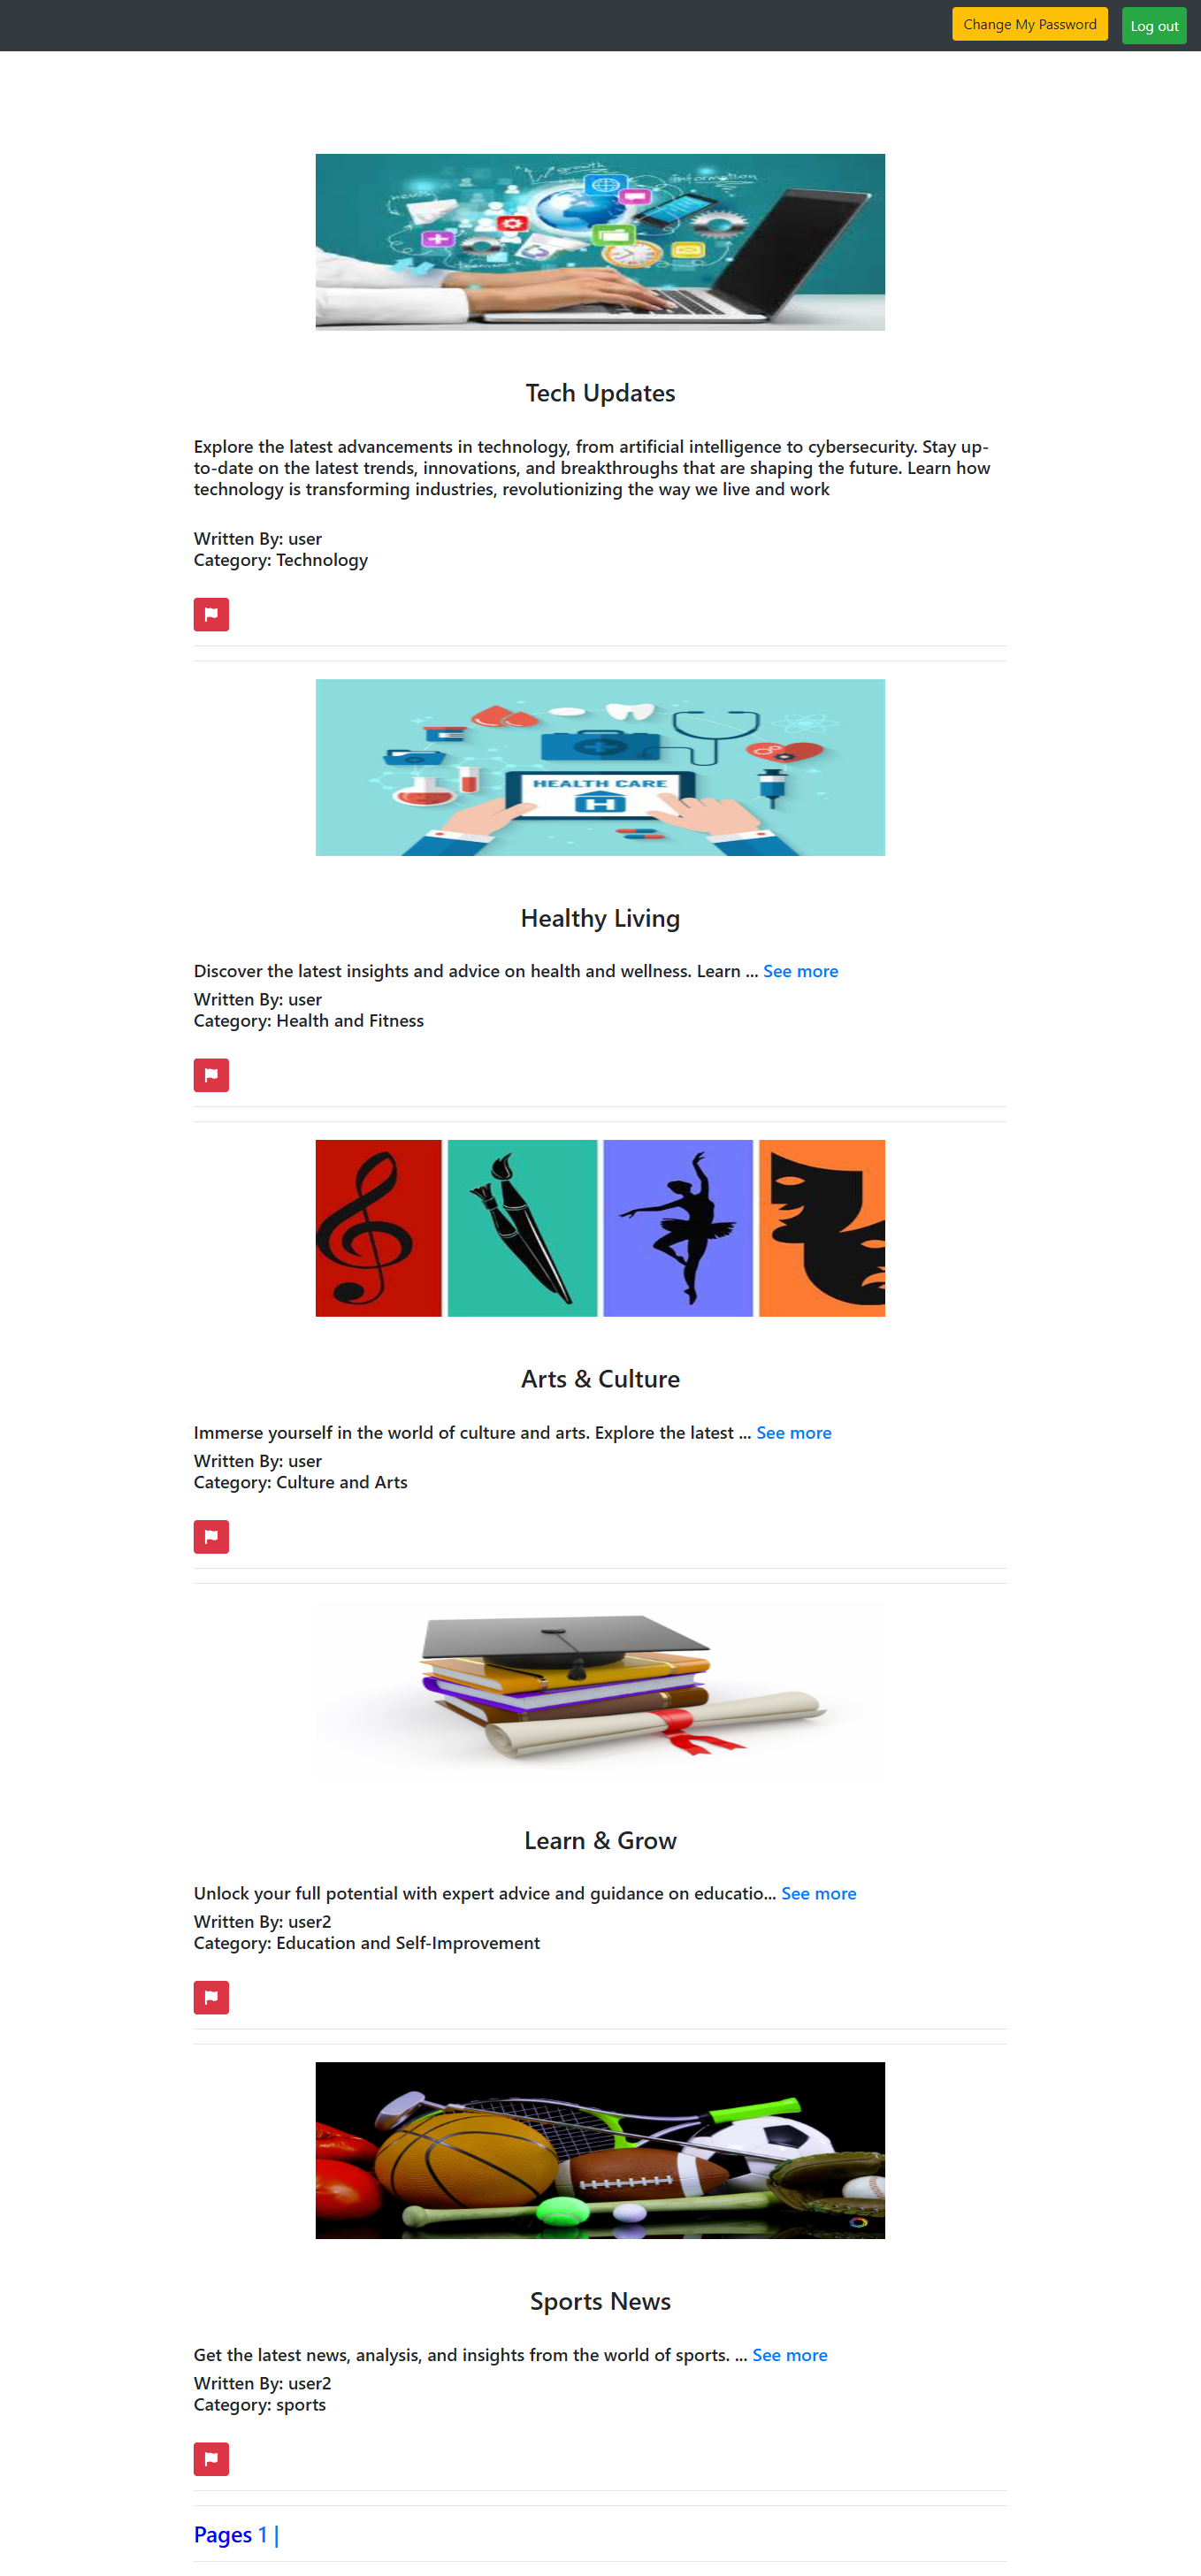 Change My Password
Log out
growth
information
teamwork
Tech Updates
Explore the latest advancements in technology, from artificial intelligence to cybersecurity. Stay up-
to-date on the latest trends, innovations, and breakthroughs that are shaping the future. Learn how
technology is transforming industries, revolutionizing the way we live and work
Written By: user
Category: Technology
HEALTH CARE
H
Healthy Living
Discover the latest insights and advice on health and wellness. Learn ... See more
Written By: user
Category: Health and Fitness
Arts & Culture
Immerse yourself in the world of culture and arts. Explore the latest ... See more
Written By: user
Category: Culture and Arts
Learn & Grow
Unlock your full potential with expert advice and guidance on educatio... See more
Written By: user2
Category: Education and Self-Improvement
Sports News
Get the latest news, analysis, and insights from the world of sports. ... See more
Written By: user2
Category: sports
Pages 1 |